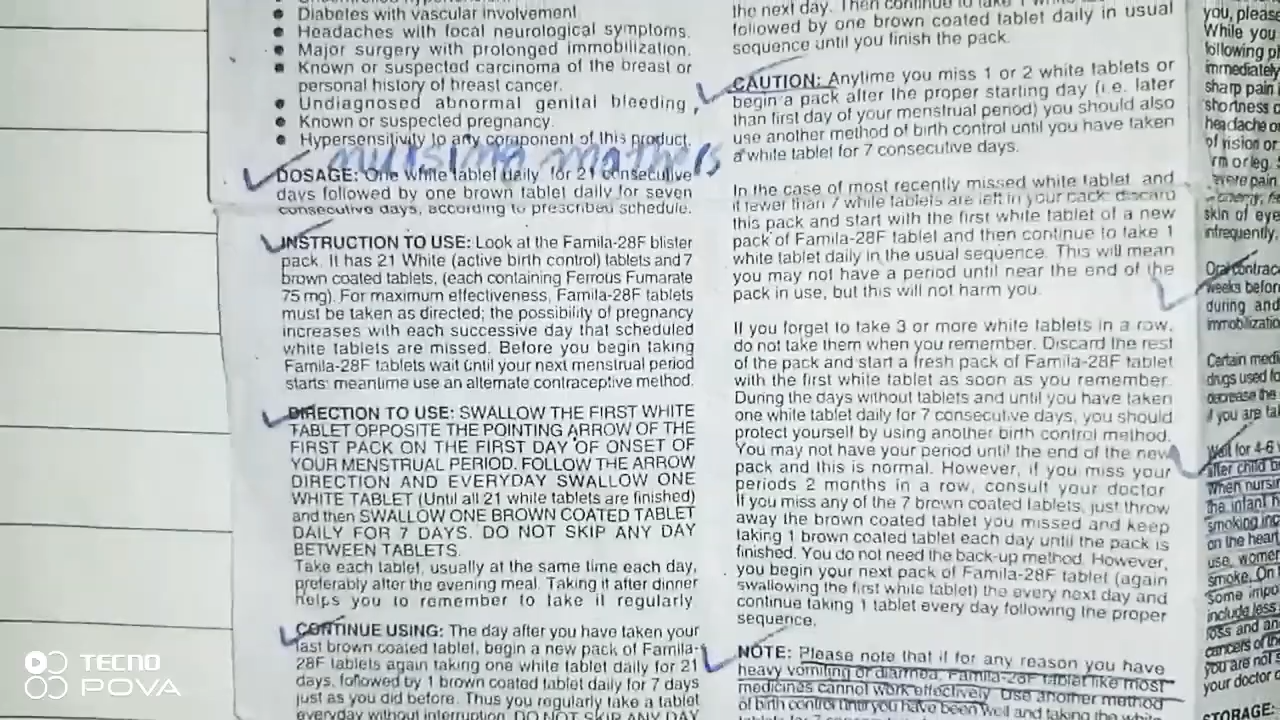 ● Diabetes with vascular involvement
● Headaches with focal neurological symptoms.
● Major surgery with prolonged immobilization.
● Known or suspected carcinoma of the breast or
personal history of breast cancer.
● Undiagnosed abnormal genital bleeding
● Known or suspected pregnancy.
● Hypersensitivity to any component of this product.
nursing mothers
DOSAGE: One white tablet daily for 21 consecutive
days followed by one brown tablet daily for seven
consecutive days, according to prescribed schedule.
INSTRUCTION TO USE: Look at the Famila-28F blister
pack. It has 21 White (active birth control) tablets and 7
brown coated tablets, (each containing Ferrous Fumarate
75 mg). For maximum effectiveness, Famila-28F tablets
must be taken as directed; the possibility of pregnancy
increases with each successive day that scheduled
white tablets are missed. Before you begin taking
Famila-28F tablets wait until your next menstrual period
starts: meantime use an alternate contraceptive method.
DIRECTION TO USE: SWALLOW THE FIRST WHITE
TABLET OPPOSITE THE POINTING ARROW OF THE
FIRST PACK ON THE FIRST DAY OF ONSET OF
YOUR MENSTRUAL PERIOD. FOLLOW THE ARROW
DIRECTION AND EVERYDAY SWALLOW ONE
WHITE TABLET (Until all 21 white tablets are finished)
and then SWALLOW ONE BROWN COATED TABLET
DAILY FOR 7 DAYS. DO NOT SKIP ANY DAY
BETWEEN TABLETS.
Take each tablet, usually at the same time each day,
preferably after the evening meal. Taking it after dinner
helps you to remember to take it regularly
CONTINUE USING: The day after you have taken your
last brown coated tablet, begin a new pack of Famila-
28F tablets again taking one white tablet daily for 21
days, followed by 1 brown coated tablet daily for 7 days
just as you did before. Thus you regularly take a tablet
everyday without interruption. DO NOT SKIP ANY DAY
the next day. Then continue to take 1 white
followed by one brown coated tablet daily in usual
sequence until you finish the pack.
CAUTION: Anytime you miss 1 or 2 white tablets or
begin a pack after the proper starting day (i.e. later
than first day of your menstrual period) you should also
use another method of birth control until you have taken
a white tablet for 7 consecutive days.
In the case of most recently missed white tablet, and
if fewer than 7 while tablets are left in your pack: discard
this pack and start with the first white tablet of a new
pack of Famila-28F tablet and then continue to take 1
white tablet daily in the usual sequence. This will mean
you may not have a period until near the end of the
pack in use, but this will not harm you.
If you forget to take 3 or more white tablets in a row,
do not take them when you remember. Discard the rest
of the pack and start a fresh pack of Famila-28F tablet
with the first white tablet as soon as you remember.
During the days without tablets and until you have taken
one white tablet daily for 7 consecutive days, you should
protect yourself by using another birth control method.
You may not have your period until the end of the new
pack and this is normal. However, if you miss your
periods 2 months in a row, consult your doctor
If you miss any of the 7 brown coated tablets, just throw
away the brown coated tablet you missed and keep
taking 1 brown coated tablet each day until the pack is
finished. You do not need the back-up method. However,
you begin your next pack of Famila-28F tablet (again
swallowing the first white tablet) the every next day and
continue taking 1 tablet every day following the proper
sequence.
NOTE: Please note that if for any reason you have
heavy vomiting or diarrhea, Famila-28F tablet like most
medicines cannot work effectively. Use another method
of birth control until you have been well and taking the white
you, please
While you
following pa
immediately
sharp pain i
shortness o
headache or
of vision or
rm or leg.
skin of eye
infrequently.
Oral contrac
weeks before
during and
immobilizatio
Certain medi
drugs used fo
decrease the
if you are ta
Wait for 4-6
after child b
When nursin
the infant h
smoking inc
on the heart
use, women
smoke. On t
Some impo
include less
loss and an
cancers of th
you are not s
your doctor o
STORAGE:
TECNO
POVA